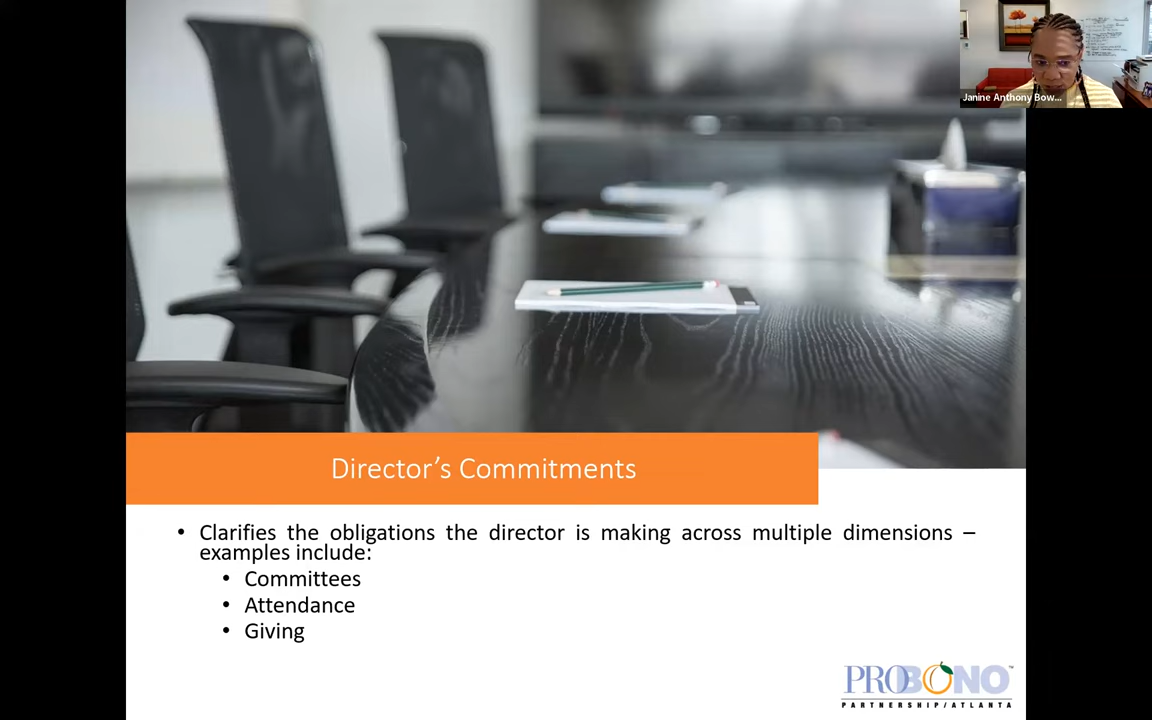 Janine Anthony Bow...
Director’s Commitments
• Clarifies the obligations the director is making across multiple dimensions –
examples include:
• Committees
• Attendance
• Giving
PROBONO™
PARTNERSHIP/ATLANTA